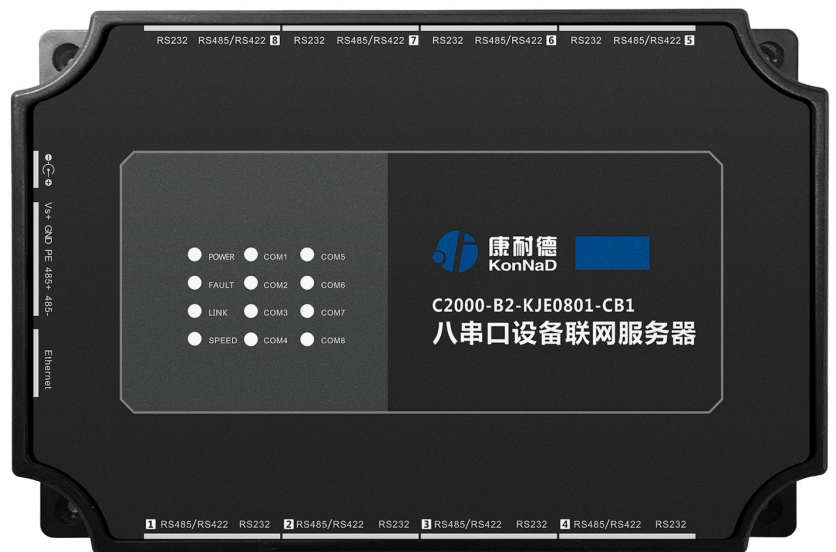 RS232 RS485/RS422 8 RS232 RS485/RS422 7 RS232 RS485/RS422 6 RS232 RS485/RS422 5
Vs+ GND PE 485+ 485-
Ethernet
POWER COM1 COM5
FAULT COM2 COM6
LINK COM3 COM7
SPEED COM4 COM8
康耐德
KonNaD
C2000-B2-KJE0801-CB1
八串口设备联网服务器
1 RS485/RS422 RS232 2 RS485/RS422 RS232 3 RS485/RS422 RS232 4 RS485/RS422 RS232